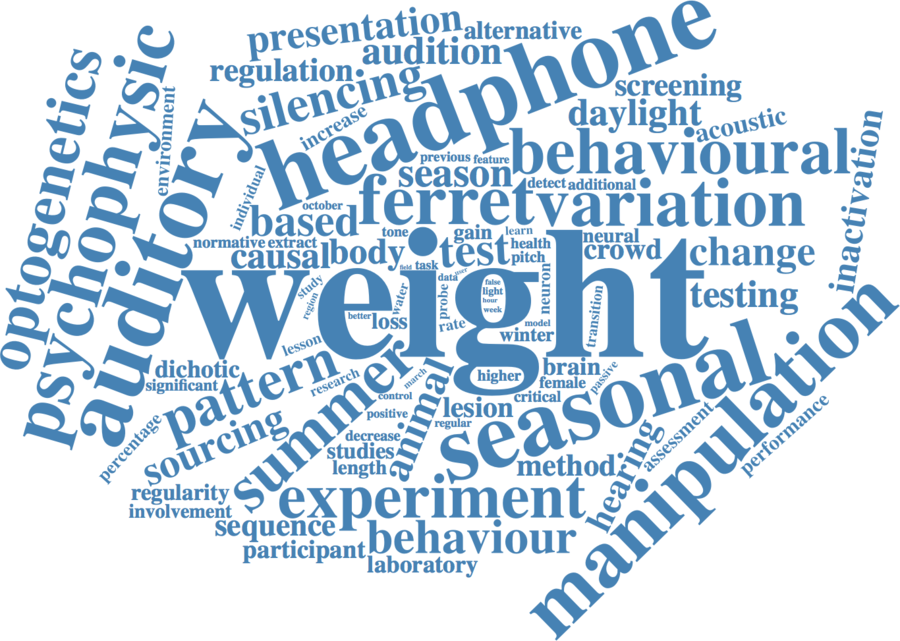 presentation
alternative
audition
regulation
headphone
silencing
screening
daylight
increase
acoustic
optogenetics
psychophysic
environment
auditory
individual
previous
feature
behavioural
season
detect
additional
october
ferret
variation
inactivation
based
tone
gain
learn
normative
extract
causal
body
test
health
pitch
neural
crowd
change
field
task
data
user
weight
study
region
water
probe
false
light
hour
week
neuron
transition
testing
better
loss
rate
model
winter
lesson
dichotic
significant
pattern
research
march
control
higher
brain
female
critical
passive
summer
animal
positive
lesion
regular
seasonal
manipulation
percentage
sourcing
decrease
studies
length
method
hearing
assessment
performance
regularity
involvement
experiment
sequence
behaviour
participant
laboratory